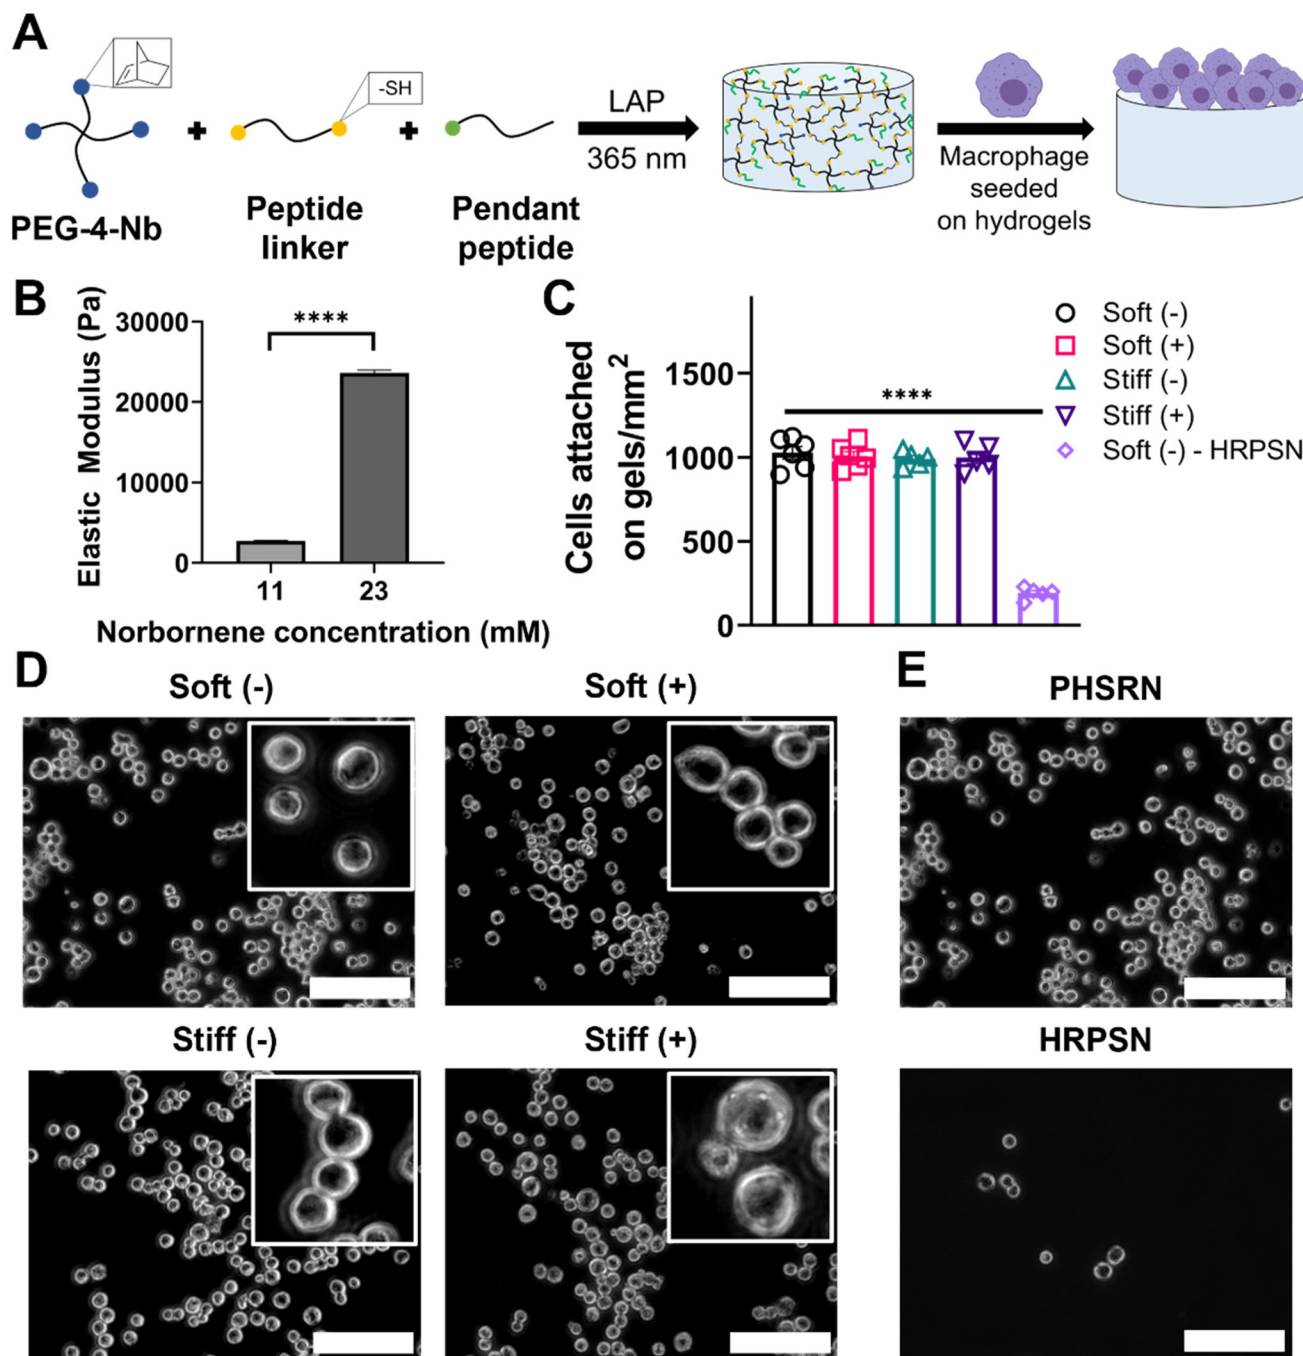 A
-SH
LAP
365 nm
Macrophage
seeded
on hydrogels
PEG-4-Nb
Peptide
linker
Pendant
peptide
B
Elastic Modulus (Pa)
30000
20000
10000
0
****
11
23
Norbornene concentration (mM)
C
Cells attached
on gels/mm2
1500
1000
500
0
****
Soft (-)
Soft (+)
Stiff (-)
Stiff (+)
Soft (-) - HRPSN
D
Soft (-)
Soft (+)
Stiff (-)
Stiff (+)
E
PHSRN
HRPSN